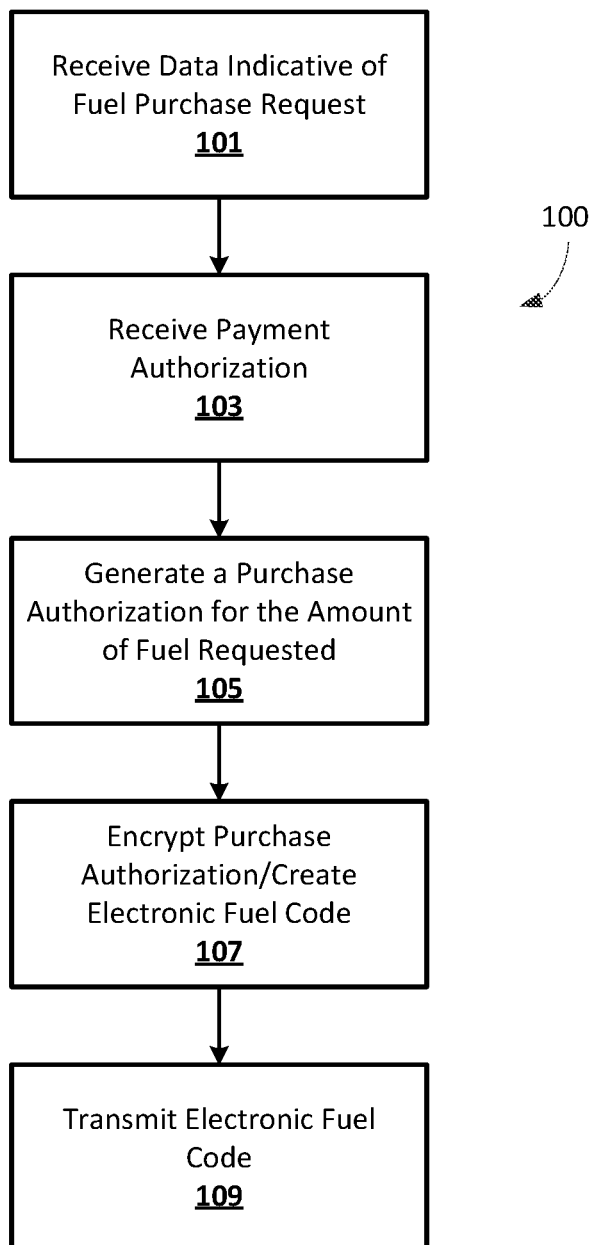 Receive Data Indicative of
Fuel Purchase Request
101
100
Receive Payment
Authorization
103
Generate a Purchase
Authorization for the Amount
of Fuel Requested
105
Encrypt Purchase
Authorization/Create
Electronic Fuel Code
107
Transmit Electronic Fuel
Code
109